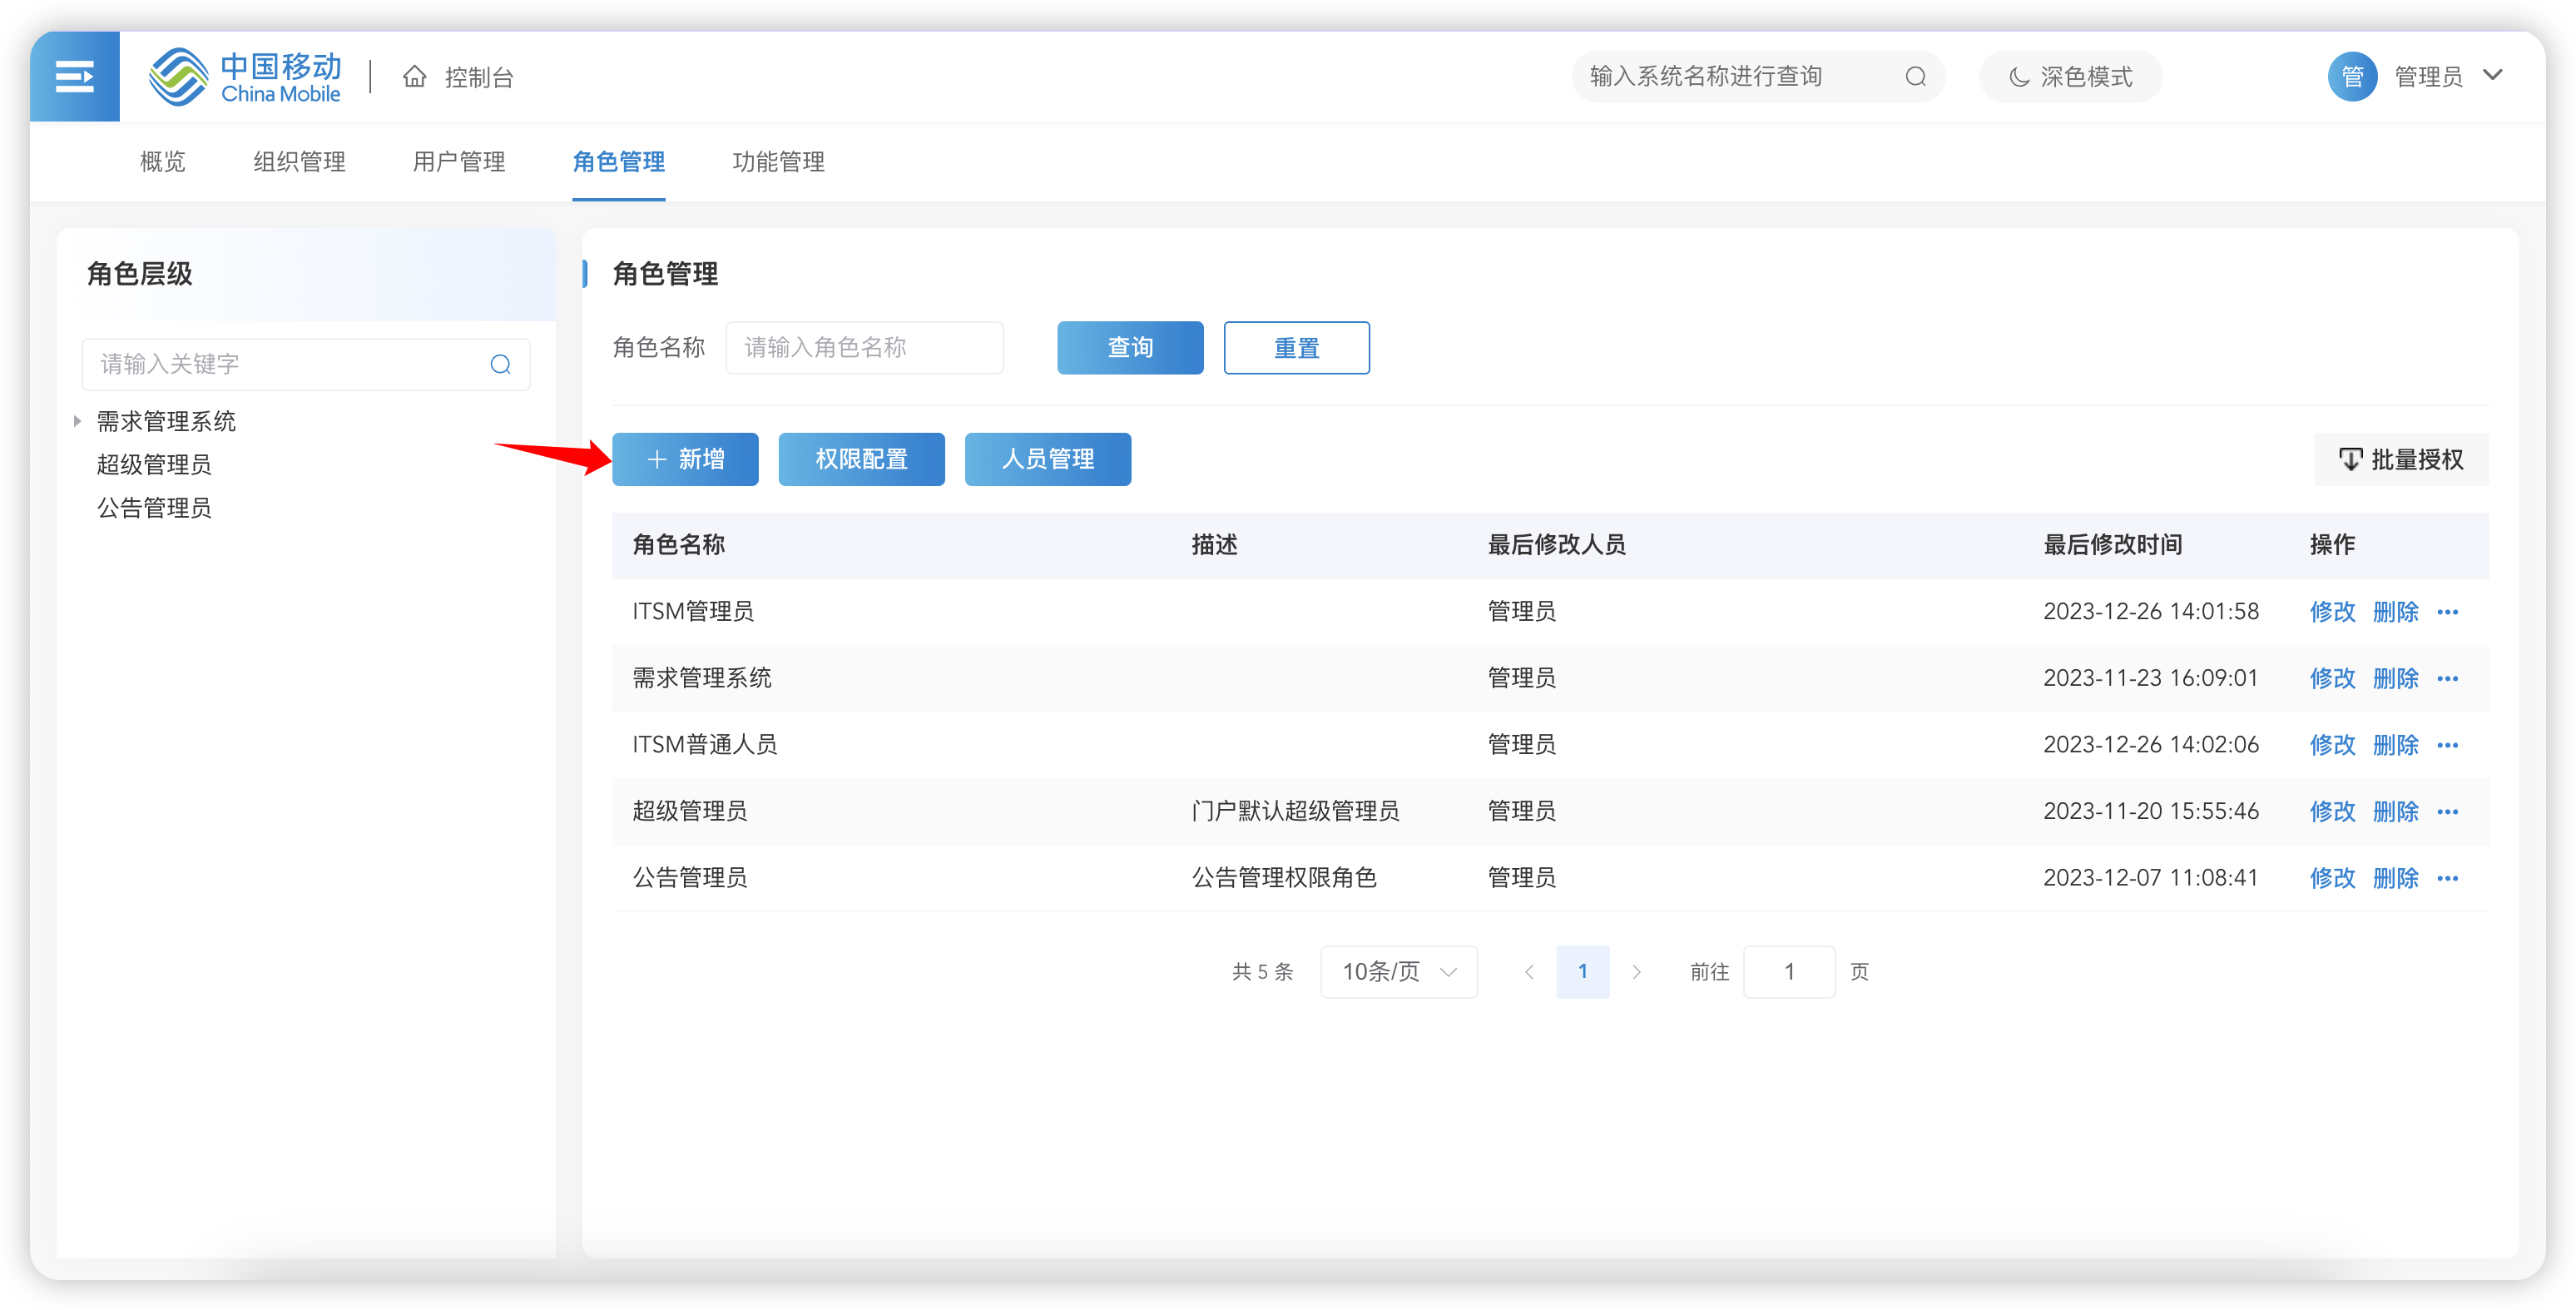 中国移动
China Mobile
控制台
输入系统名称进行查询
深色模式
管
管理员
概览 组织管理 用户管理 角色管理 功能管理
角色层级
请输入关键字
需求管理系统
超级管理员
公告管理员
角色管理
角色名称 请输入角色名称 查询 重置
新增 权限配置 人员管理 批量授权
角色名称 描述 最后修改人员 最后修改时间 操作
ITSM管理员 管理员 2023-12-26 14:01:58 修改 删除 •••
需求管理系统 管理员 2023-11-23 16:09:01 修改 删除 •••
ITSM普通人员 管理员 2023-12-26 14:02:06 修改 删除 •••
超级管理员 门户默认超级管理员 管理员 2023-11-20 15:55:46 修改 删除 •••
公告管理员 公告管理权限角色 管理员 2023-12-07 11:08:41 修改 删除 •••
共 5 条 10条/页 1 前往 1 页